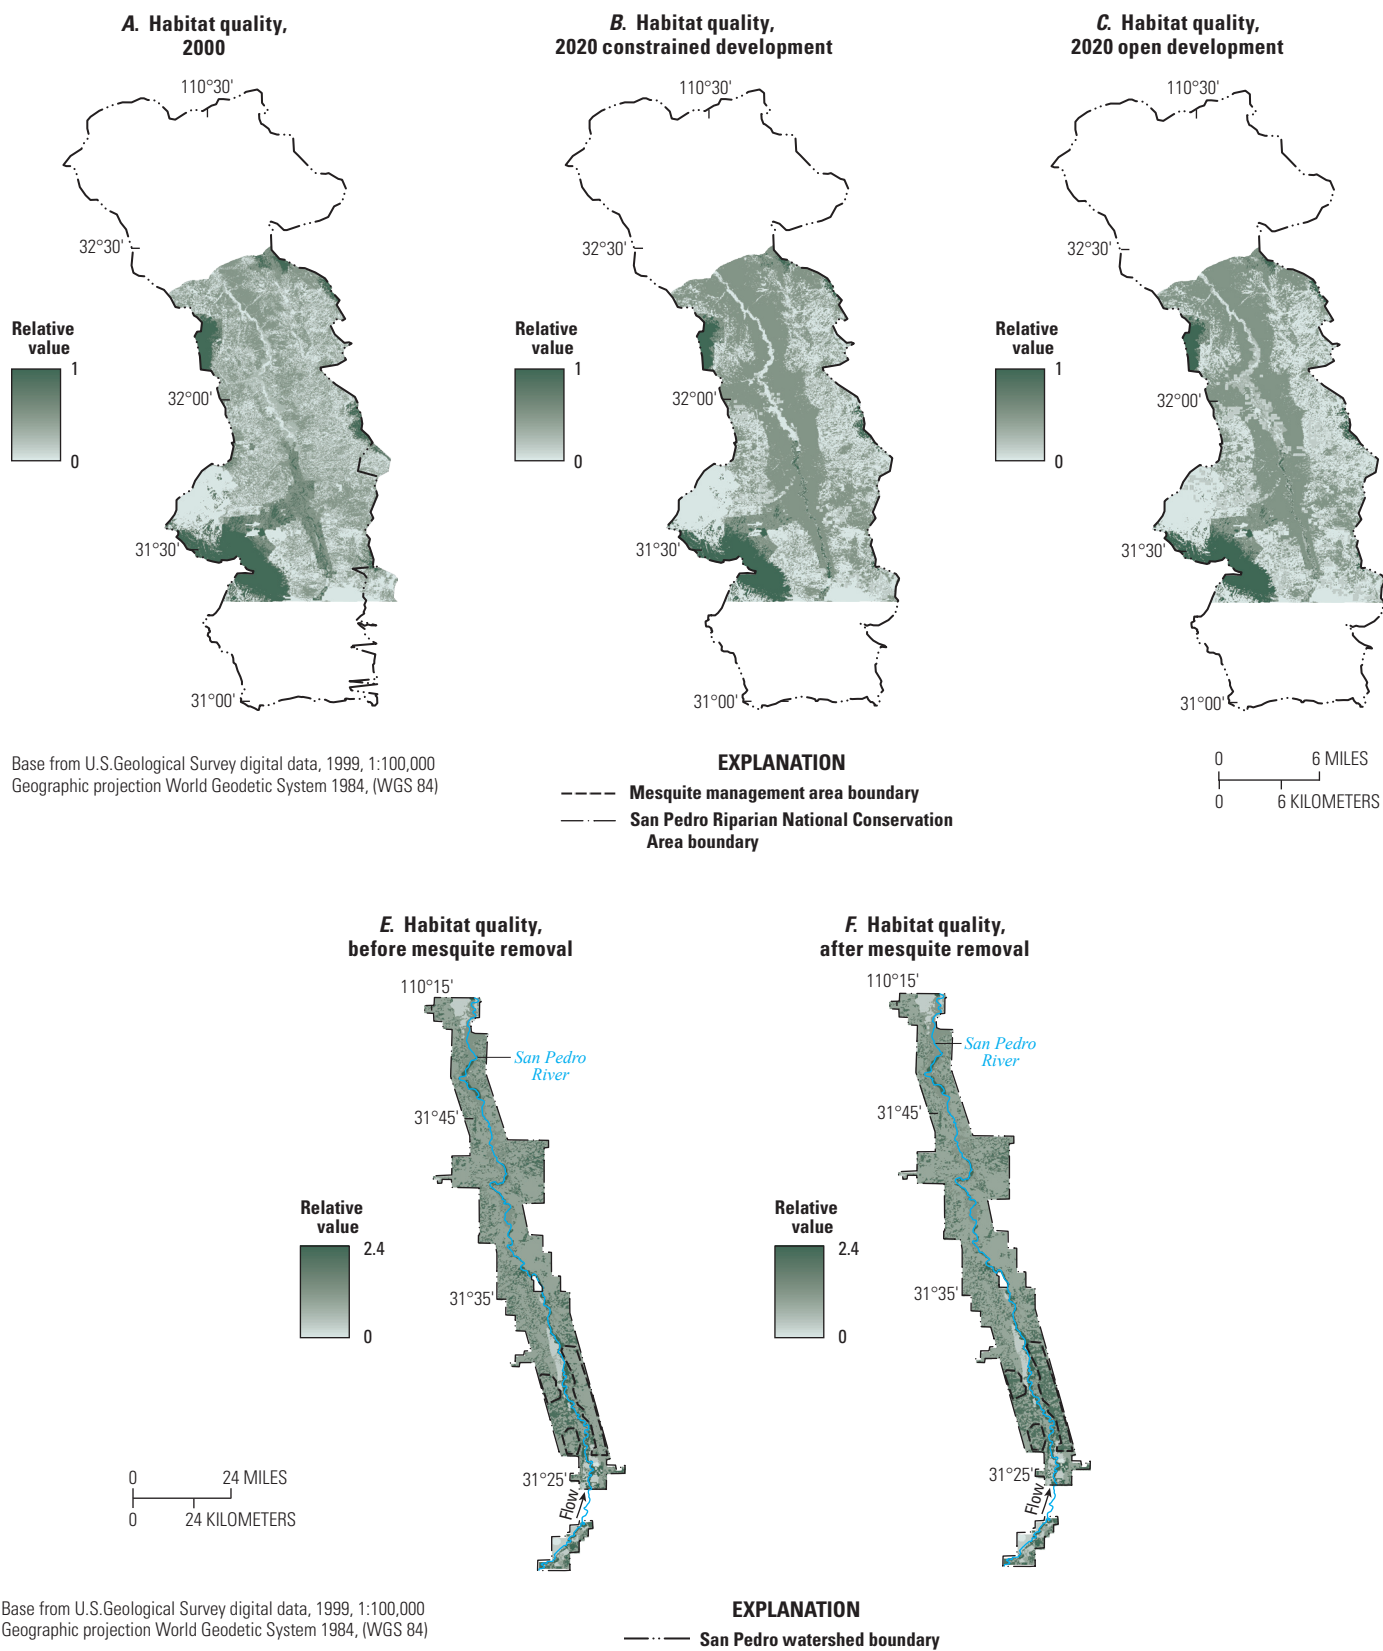 A. Habitat quality,
2000
B. Habitat quality,
2020 constrained development
C. Habitat quality,
2020 open development
110°30'
110°30'
110°30'
32°30'
32°30'
32°30'
Relative
value
1
0
Relative
value
1
0
Relative
value
1
0
32°00'
32°00'
32°00'
31°30'
31°30'
31°30'
31°00'
31°00'
31°00'
Base from U.S.Geological Survey digital data, 1999, 1:100,000
Geographic projection World Geodetic System 1984, (WGS 84)
EXPLANATION
Mesquite management area boundary
San Pedro Riparian National Conservation
Area boundary
0 6 MILES
0 6 KILOMETERS
E. Habitat quality,
before mesquite removal
F. Habitat quality,
after mesquite removal
110°15'
110°15'
San Pedro
River
San Pedro
River
31°45'
31°45'
Relative
value
2.4
0
Relative
value
2.4
0
31°35'
31°35'
31°25'
31°25'
Flow
Flow
0 24 MILES
0 24 KILOMETERS
Base from U.S.Geological Survey digital data, 1999, 1:100,000
Geographic projection World Geodetic System 1984, (WGS 84)
EXPLANATION
San Pedro watershed boundary